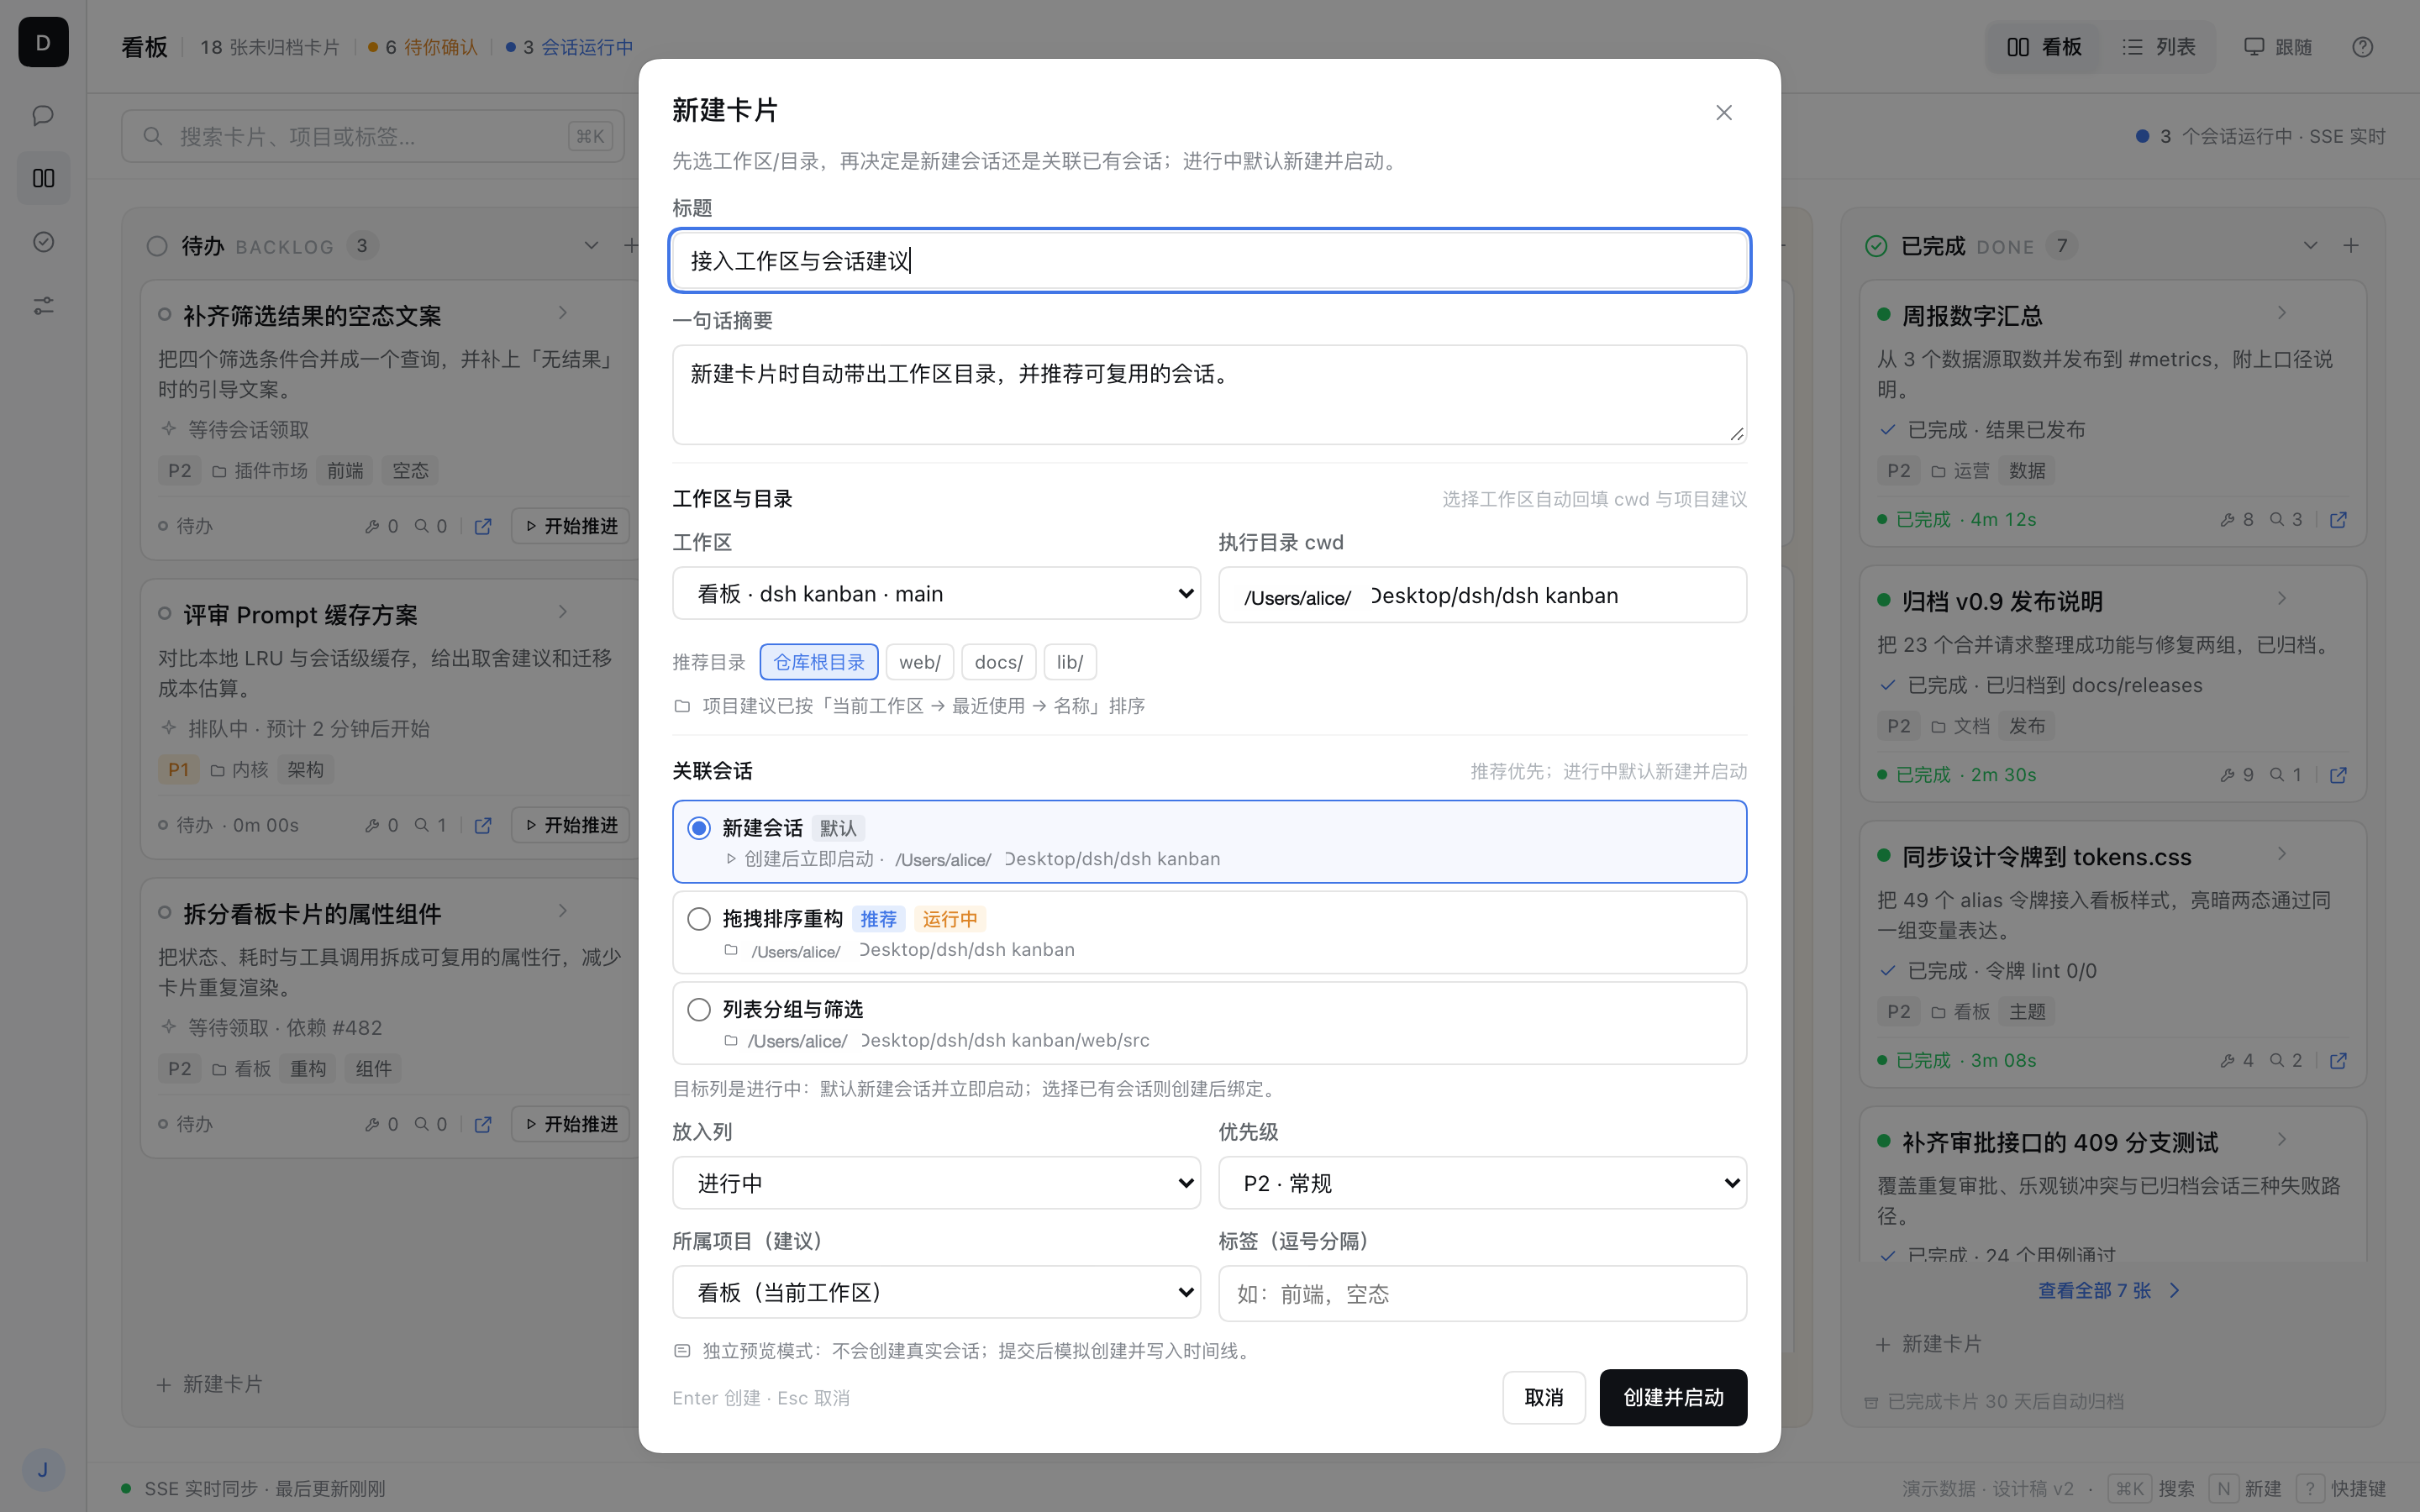 D
看板
18 张未归档卡片
6 待你确认
3 会话运行中
看板
列表
跟随
搜索卡片、项目或标签...
⌘K
3 个会话运行中 · SSE 实时
待办 BACKLOG 3
补齐筛选结果的空态文案
把四个筛选条件合并成一个查询，并补上「无结果」
时的引导文案。
等待会话领取
P2 插件市场 前端 空态
待办 0 0 开始推进
评审 Prompt 缓存方案
对比本地 LRU 与会话级缓存，给出取舍建议和迁移
成本估算。
排队中 · 预计 2 分钟后开始
P1 内核 架构
待办 · 0m 00s 0 1 开始推进
拆分看板卡片的属性组件
把状态、耗时与工具调用拆成可复用的属性行，减少
卡片重复渲染。
等待领取 · 依赖 #482
P2 看板 重构 组件
待办 0 0 开始推进
新建卡片
新建卡片
先选工作区/目录，再决定是新建会话还是关联已有会话；进行中默认新建并启动。
标题
接入工作区与会话建议
一句话摘要
新建卡片时自动带出工作区目录，并推荐可复用的会话。
工作区与目录
选择工作区自动回填 cwd 与项目建议
工作区
看板 · dsh kanban · main
执行目录 cwd
/Users/alice/ Desktop/dsh/dsh kanban
推荐目录 仓库根目录 web/ docs/ lib/
项目建议已按「当前工作区 → 最近使用 → 名称」排序
关联会话
推荐优先；进行中默认新建并启动
新建会话 默认
创建后立即启动 · /Users/alice/ Desktop/dsh/dsh kanban
拖拽排序重构 推荐 运行中
/Users/alice/ Desktop/dsh/dsh kanban
列表分组与筛选
/Users/alice/ Desktop/dsh/dsh kanban/web/src
目标列是进行中：默认新建会话并立即启动；选择已有会话则创建后绑定。
放入列
进行中
优先级
P2 · 常规
所属项目（建议）
看板（当前工作区）
标签（逗号分隔）
如：前端，空态
独立预览模式：不会创建真实会话；提交后模拟创建并写入时间线。
Enter 创建 · Esc 取消
取消
创建并启动
已完成 DONE 7
周报数字汇总
从 3 个数据源取数并发布到 #metrics，附上口径说
明。
已完成 · 结果已发布
P2 运营 数据
已完成 · 4m 12s 8 3
归档 v0.9 发布说明
把 23 个合并请求整理成功能与修复两组，已归档。
已完成 · 已归档到 docs/releases
P2 文档 发布
已完成 · 2m 30s 9 1
同步设计令牌到 tokens.css
把 49 个 alias 令牌接入看板样式，亮暗两态通过同
一组变量表达。
已完成 · 令牌 lint 0/0
P2 看板 主题
已完成 · 3m 08s 4 2
补齐审批接口的 409 分支测试
覆盖重复审批、乐观锁冲突与已归档会话三种失败路
径。
已完成 · 24 个用例通过
查看全部 7 张
新建卡片
已完成卡片 30 天后自动归档
J
SSE 实时同步 · 最后更新刚刚
演示数据 · 设计稿 v2 · ⌘K 搜索 N 新建 ? 快捷键